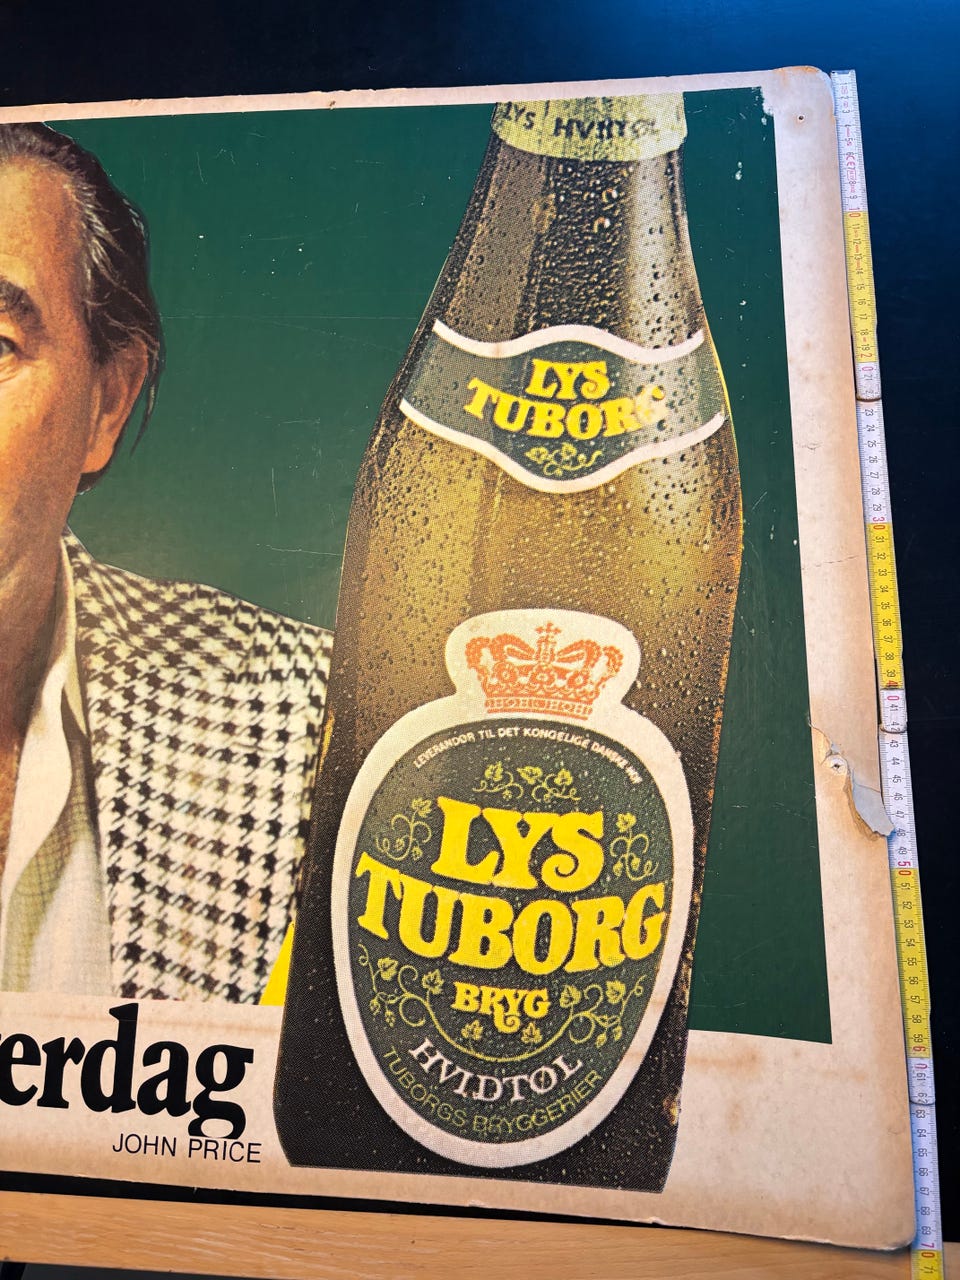 LYS HVIDTØL
LYS
TUBORG
LEVERANDØR TIL DET KONGELIGE DANSKE HOF
LYS
TUBORG
BRYG
HVIDTØL
TUBORGS BRYGGERIER
erdag
JOHN PRICE